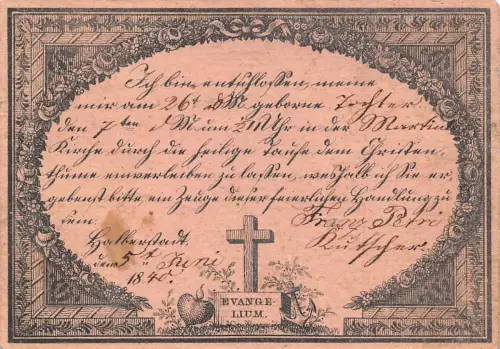 Ich bin entschlossen, meine
mir am 26t d M. geborne Tochter
den 7ten d M um 2 Uhr in der Martini
Kirche durch die heilige Taufe dem Christen-
thume einverleiben zu lassen, weshalb ich Sie er-
gebenst bitte, ein Zeuge dieser feierlichen Handlung zu
sein.
Halberstadt,
den 5t Juni
1840.
Franz Petri
Kutscher
EVANGE-
LIUM.